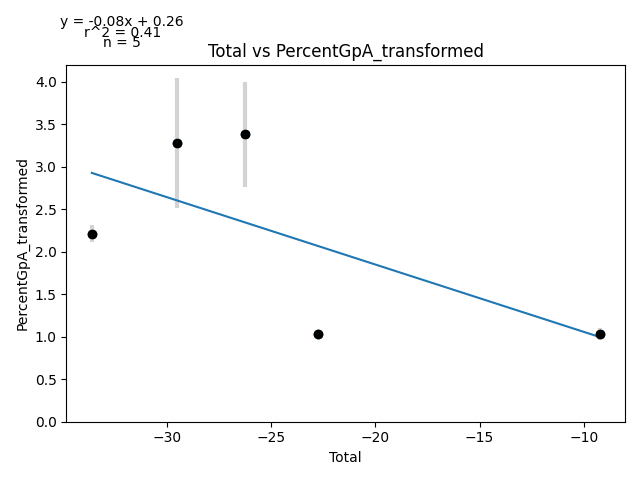 y = -0.08x + 0.26
r^2 = 0.41
n = 5
Total vs PercentGpA_transformed
PercentGpA_transformed
4.0
3.5
3.0
2.5
2.0
1.5
1.0
0.5
0.0
−30
−25
−20
−15
−10
Total